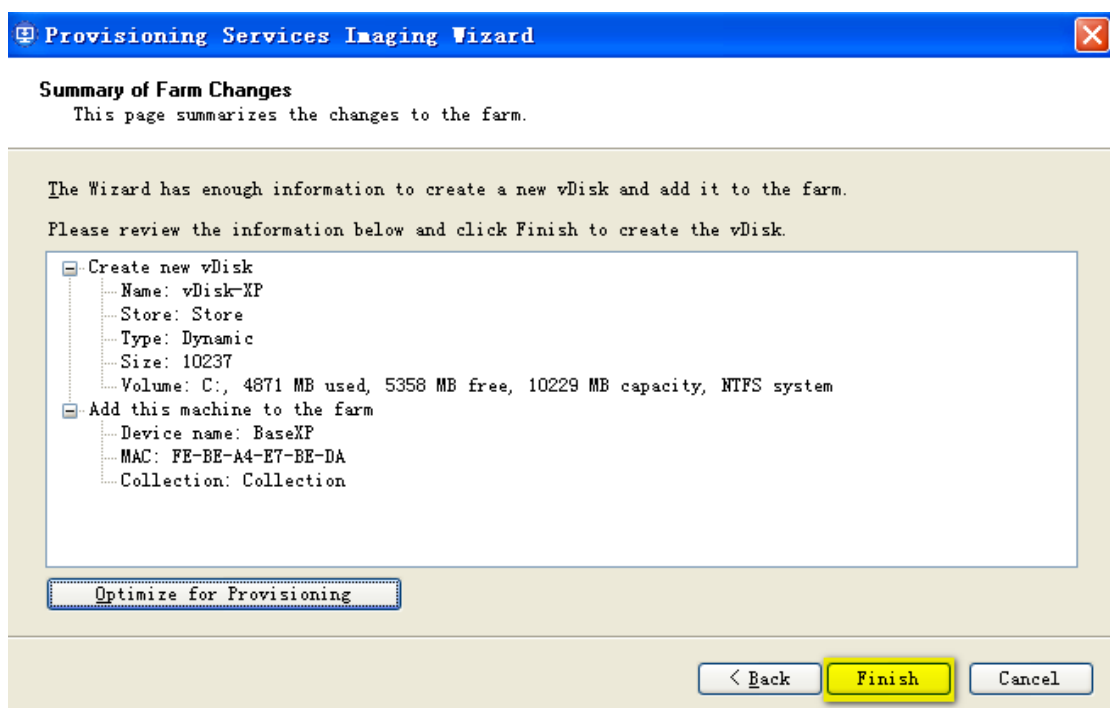 Provisioning Services Imaging Wizard
Summary of Farm Changes
This page summarizes the changes to the farm.
The Wizard has enough information to create a new vDisk and add it to the farm.
Please review the information below and click Finish to create the vDisk.
Create new vDisk
Name: vDisk-XP
Store: Store
Type: Dynamic
Size: 10237
Volume: C:, 4871 MB used, 5358 MB free, 10229 MB capacity, NTFS system
Add this machine to the farm
Device name: BaseXP
MAC: FE-BE-A4-E7-BE-DA
Collection: Collection
Optimize for Provisioning
< Back Finish Cancel